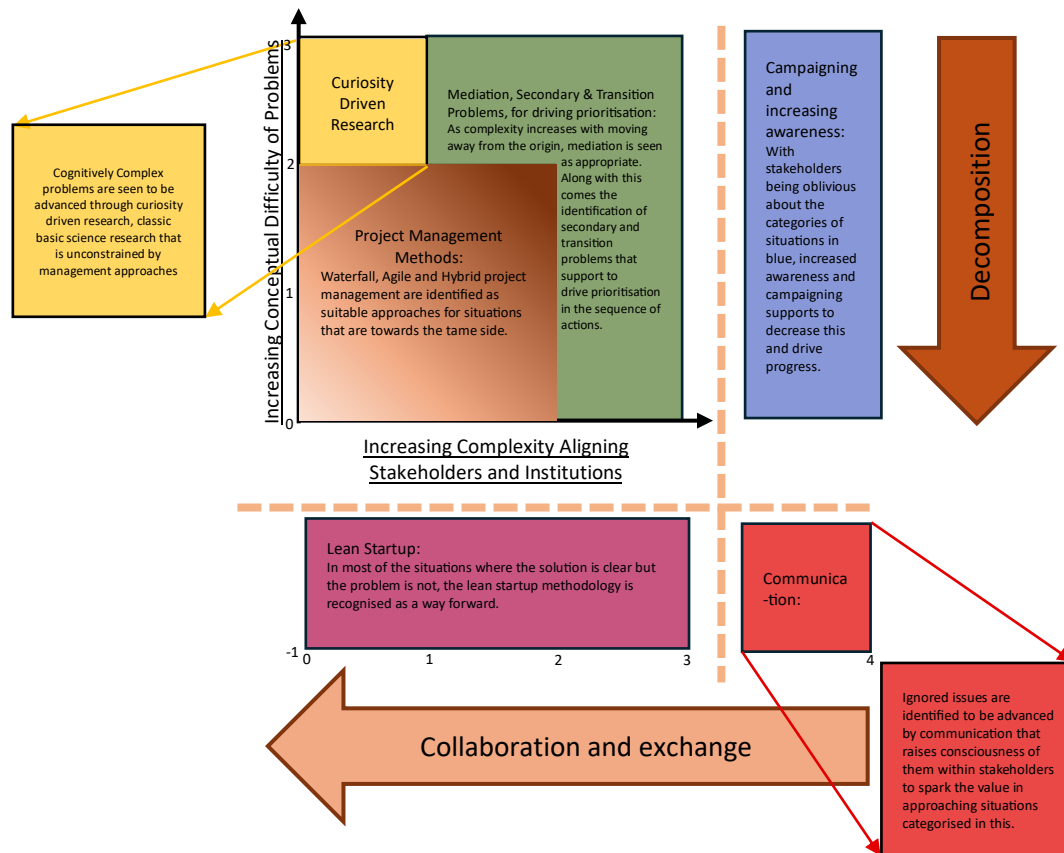 Increasing Conceptual Difficulty of Problems
3
2
1
0
Curiosity
Driven
Research
Cognitively Complex
problems are seen to be
advanced through curiosity
driven research, classic
basic science research that
is unconstrained by
management approaches
Mediation, Secondary & Transition
Problems, for driving prioritisation:
As complexity increases with moving
away from the origin, mediation is seen
as appropriate.
Along with this
comes the
identification of
secondary and
transition
problems that
support to
drive prioritisation
in the sequence of
actions.
Project Management
Methods:
Waterfall, Agile and Hybrid project
management are identified as
suitable approaches for situations
that are towards the tame side.
Increasing Complexity Aligning
Stakeholders and Institutions
Campaigning
and
increasing
awareness:
With
stakeholders
being oblivious
about the
categories of
situations in
blue, increased
awareness and
campaigning
supports to
decrease this
and drive
progress.
Decomposition
Lean Startup:
In most of the situations where the solution is clear but
the problem is not, the lean startup methodology is
recognised as a way forward.
Communica
-tion:
-1
0
1
2
3
4
Collaboration and exchange
Ignored issues are
identified to be advanced
by communication that
raises consciousness of
them within stakeholders
to spark the value in
approaching situations
categorised in this.